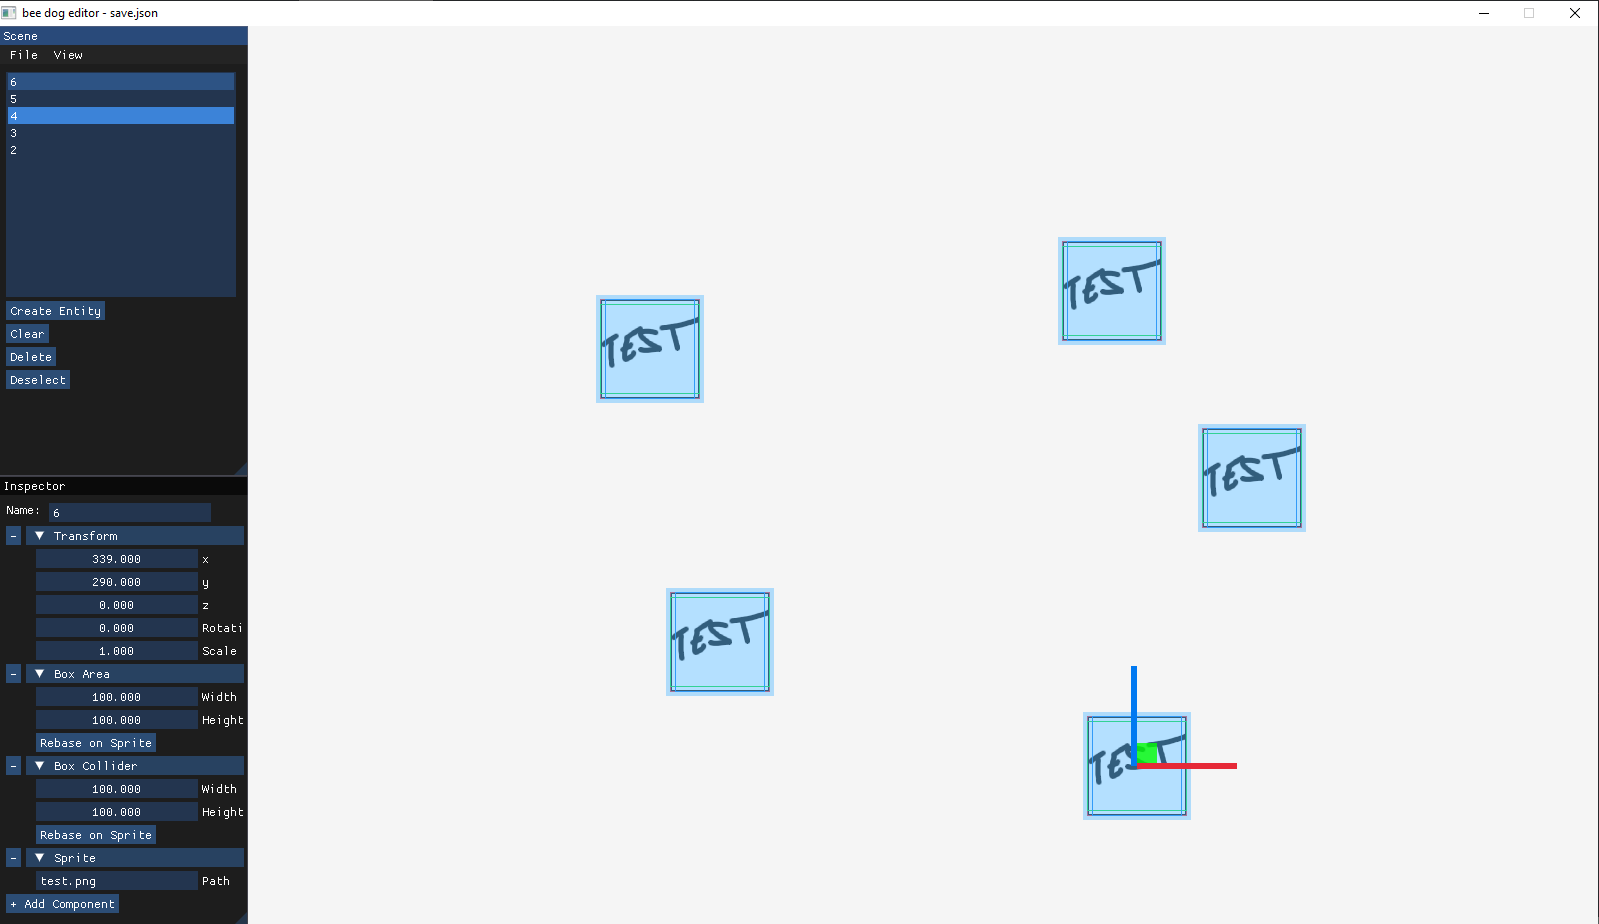 bee dog editor - save.json
Scene
File View
6
5
4
3
2
Create Entity
Clear
Delete
Deselect
Inspector
Name: 6
- ▼ Transform
339.000 x
290.000 y
0.000 z
0.000 Rotati
1.000 Scale
- ▼ Box Area
100.000 Width
100.000 Height
Rebase on Sprite
- ▼ Box Collider
100.000 Width
100.000 Height
Rebase on Sprite
- ▼ Sprite
test.png Path
+ Add Component
TEST
TEST
TEST
TEST
TEST